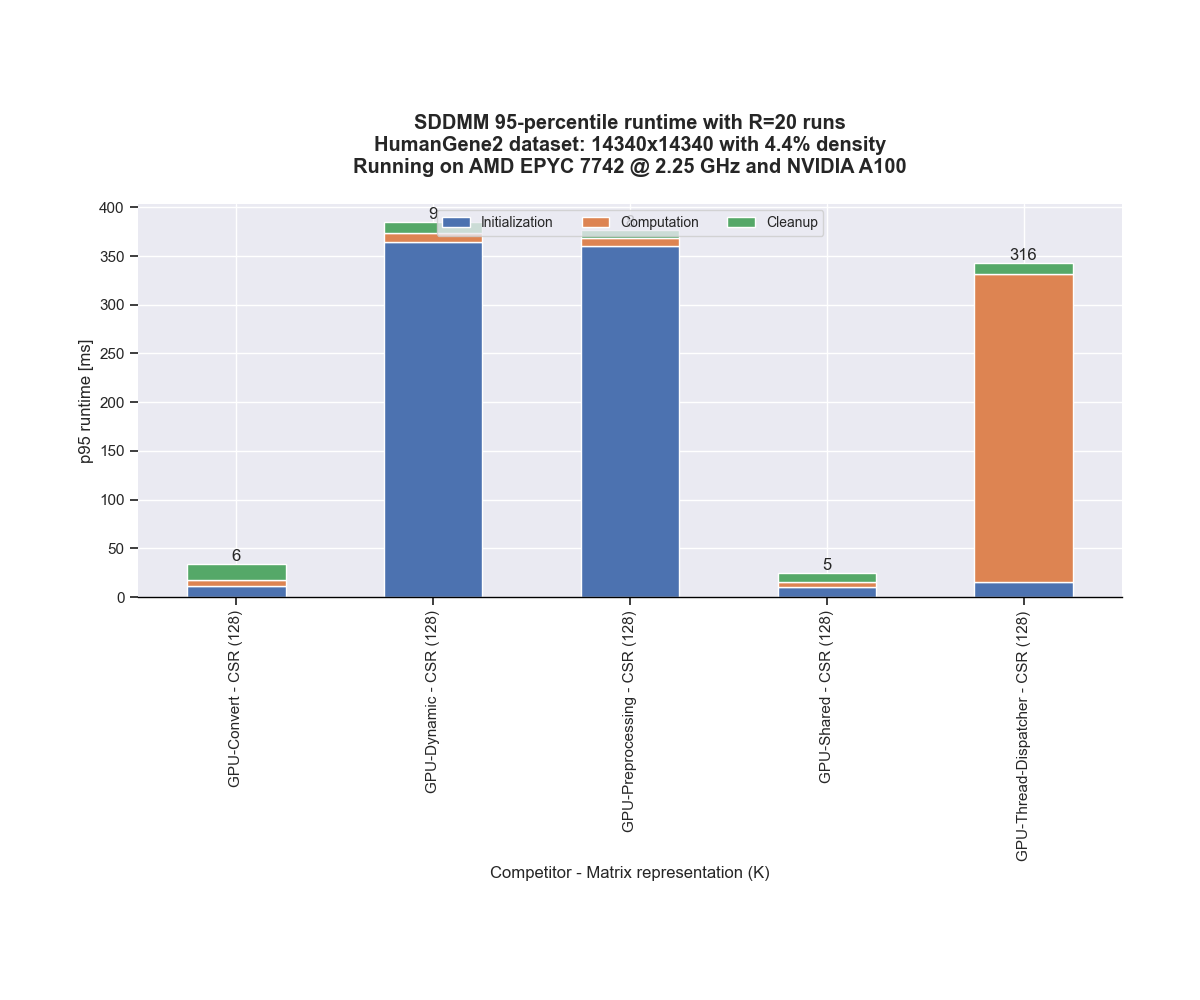 SDDMM 95-percentile runtime with R=20 runs
HumanGene2 dataset: 14340x14340 with 4.4% density
Running on AMD EPYC 7742 @ 2.25 GHz and NVIDIA A100
400
350
300
250
200
150
100
50
0
p95 runtime [ms]
Initialization
Computation
Cleanup
6
9
5
316
GPU-Convert - CSR (128)
GPU-Dynamic - CSR (128)
GPU-Preprocessing - CSR (128)
GPU-Shared - CSR (128)
GPU-Thread-Dispatcher - CSR (128)
Competitor - Matrix representation (K)